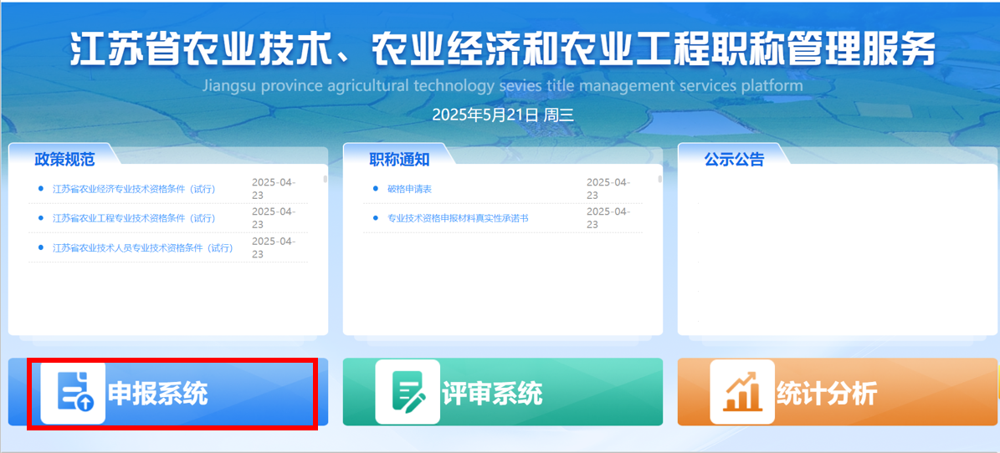 江苏省农业技术、农业经济和农业工程职称管理服务
Jiangsu province agricultural technology sevies title management services platform
2025年5月21日 周三
政策规范
江苏省农业经济专业技术资格条件（试行）
2025-04-
23
江苏省农业工程专业技术资格条件（试行）
2025-04-
23
江苏省农业技术人员专业技术资格条件（试行）
2025-04-
23
职称通知
破格申请表
2025-04-
23
专业技术资格申报材料真实性承诺书
2025-04-
23
公示公告
申报系统
评审系统
统计分析